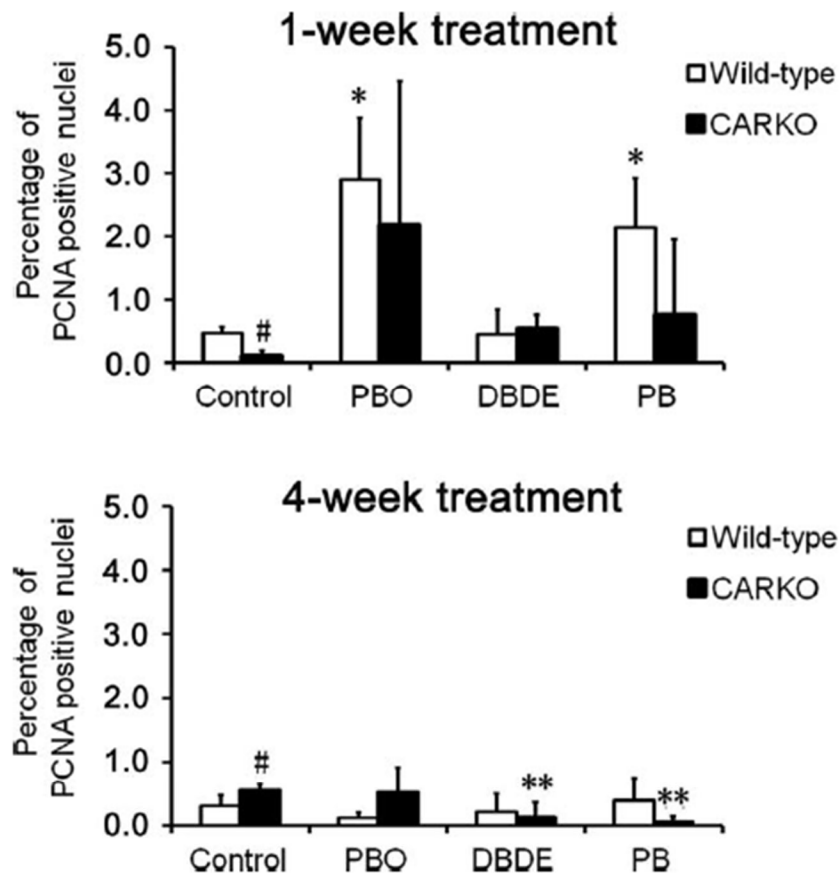 1-week treatment
Percentage of
PCNA positive nuclei
5.0
4.0
3.0
2.0
1.0
0.0
Wild-type
CARKO
#
*
*
Control PBO DBDE PB
4-week treatment
Percentage of
PCNA positive nuclei
5.0
4.0
3.0
2.0
1.0
0.0
Wild-type
CARKO
#
**
**
Control PBO DBDE PB